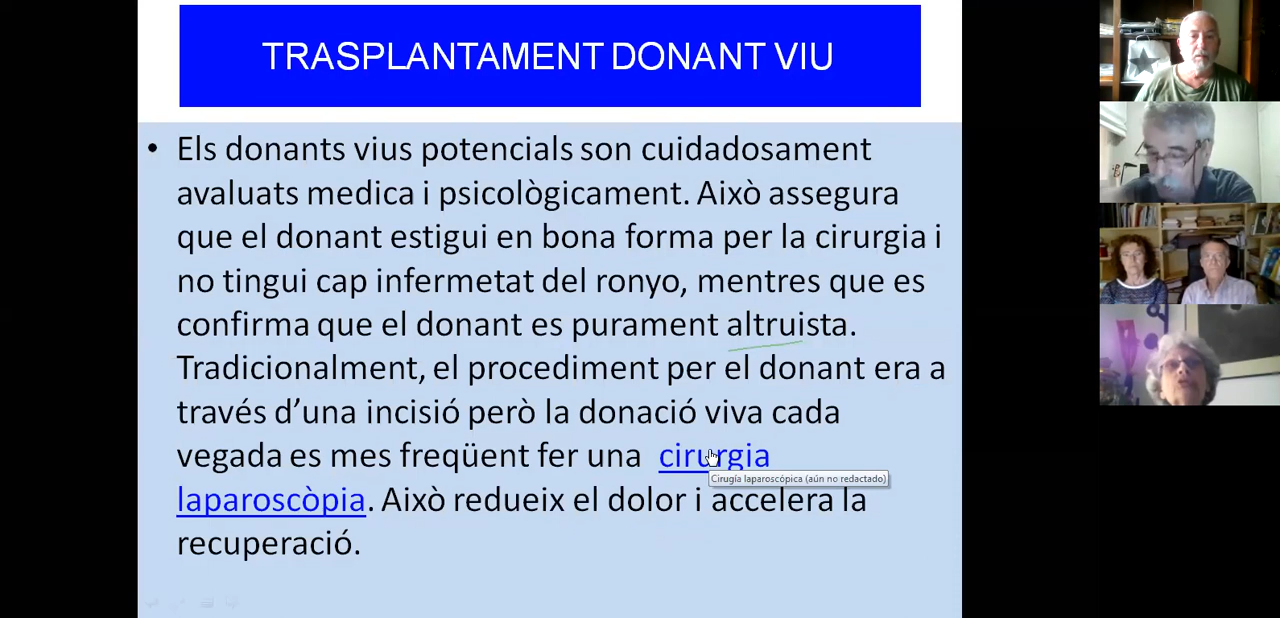 TRASPLANTAMENT DONANT VIU
• Els donants vius potencials son cuidadosament
avaluats medica i psicològicament. Això assegura
que el donant estigui en bona forma per la cirurgia i
no tingui cap infermetat del ronyo, mentres que es
confirma que el donant es purament altruista.
Tradicionalment, el procediment per el donant era a
través d’una incisió però la donació viva cada
vegada es mes freqüent fer una cirurgia
Cirugía laparoscópica (aún no redactado)
laparoscòpia. Això redueix el dolor i accelera la
recuperació.